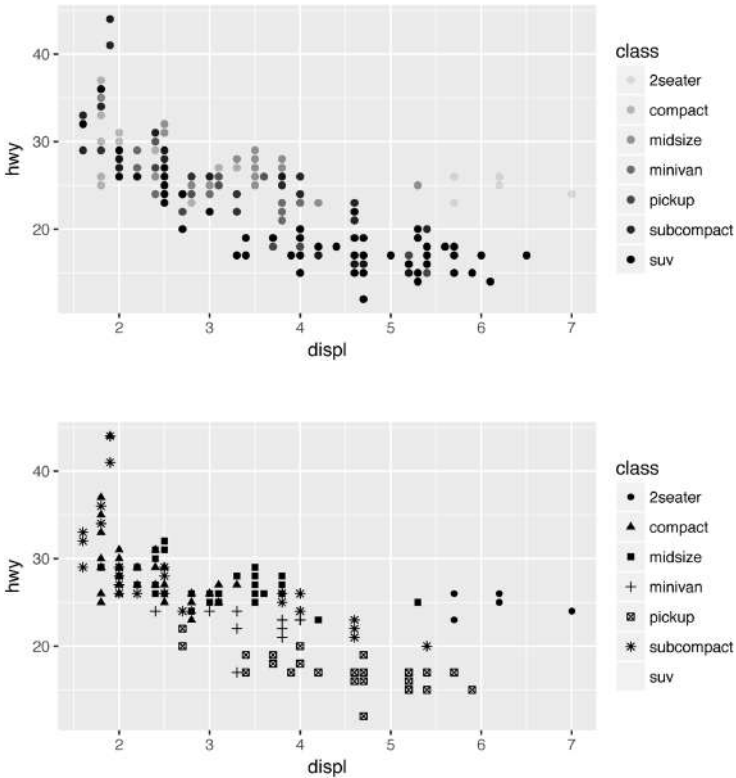 40
30
20
hwy
2 3 4 5 6 7
displ
class
2seater
compact
midsize
minivan
pickup
subcompact
suv
40
30
20
hwy
2 3 4 5 6 7
displ
class
2seater
compact
midsize
minivan
pickup
subcompact
suv